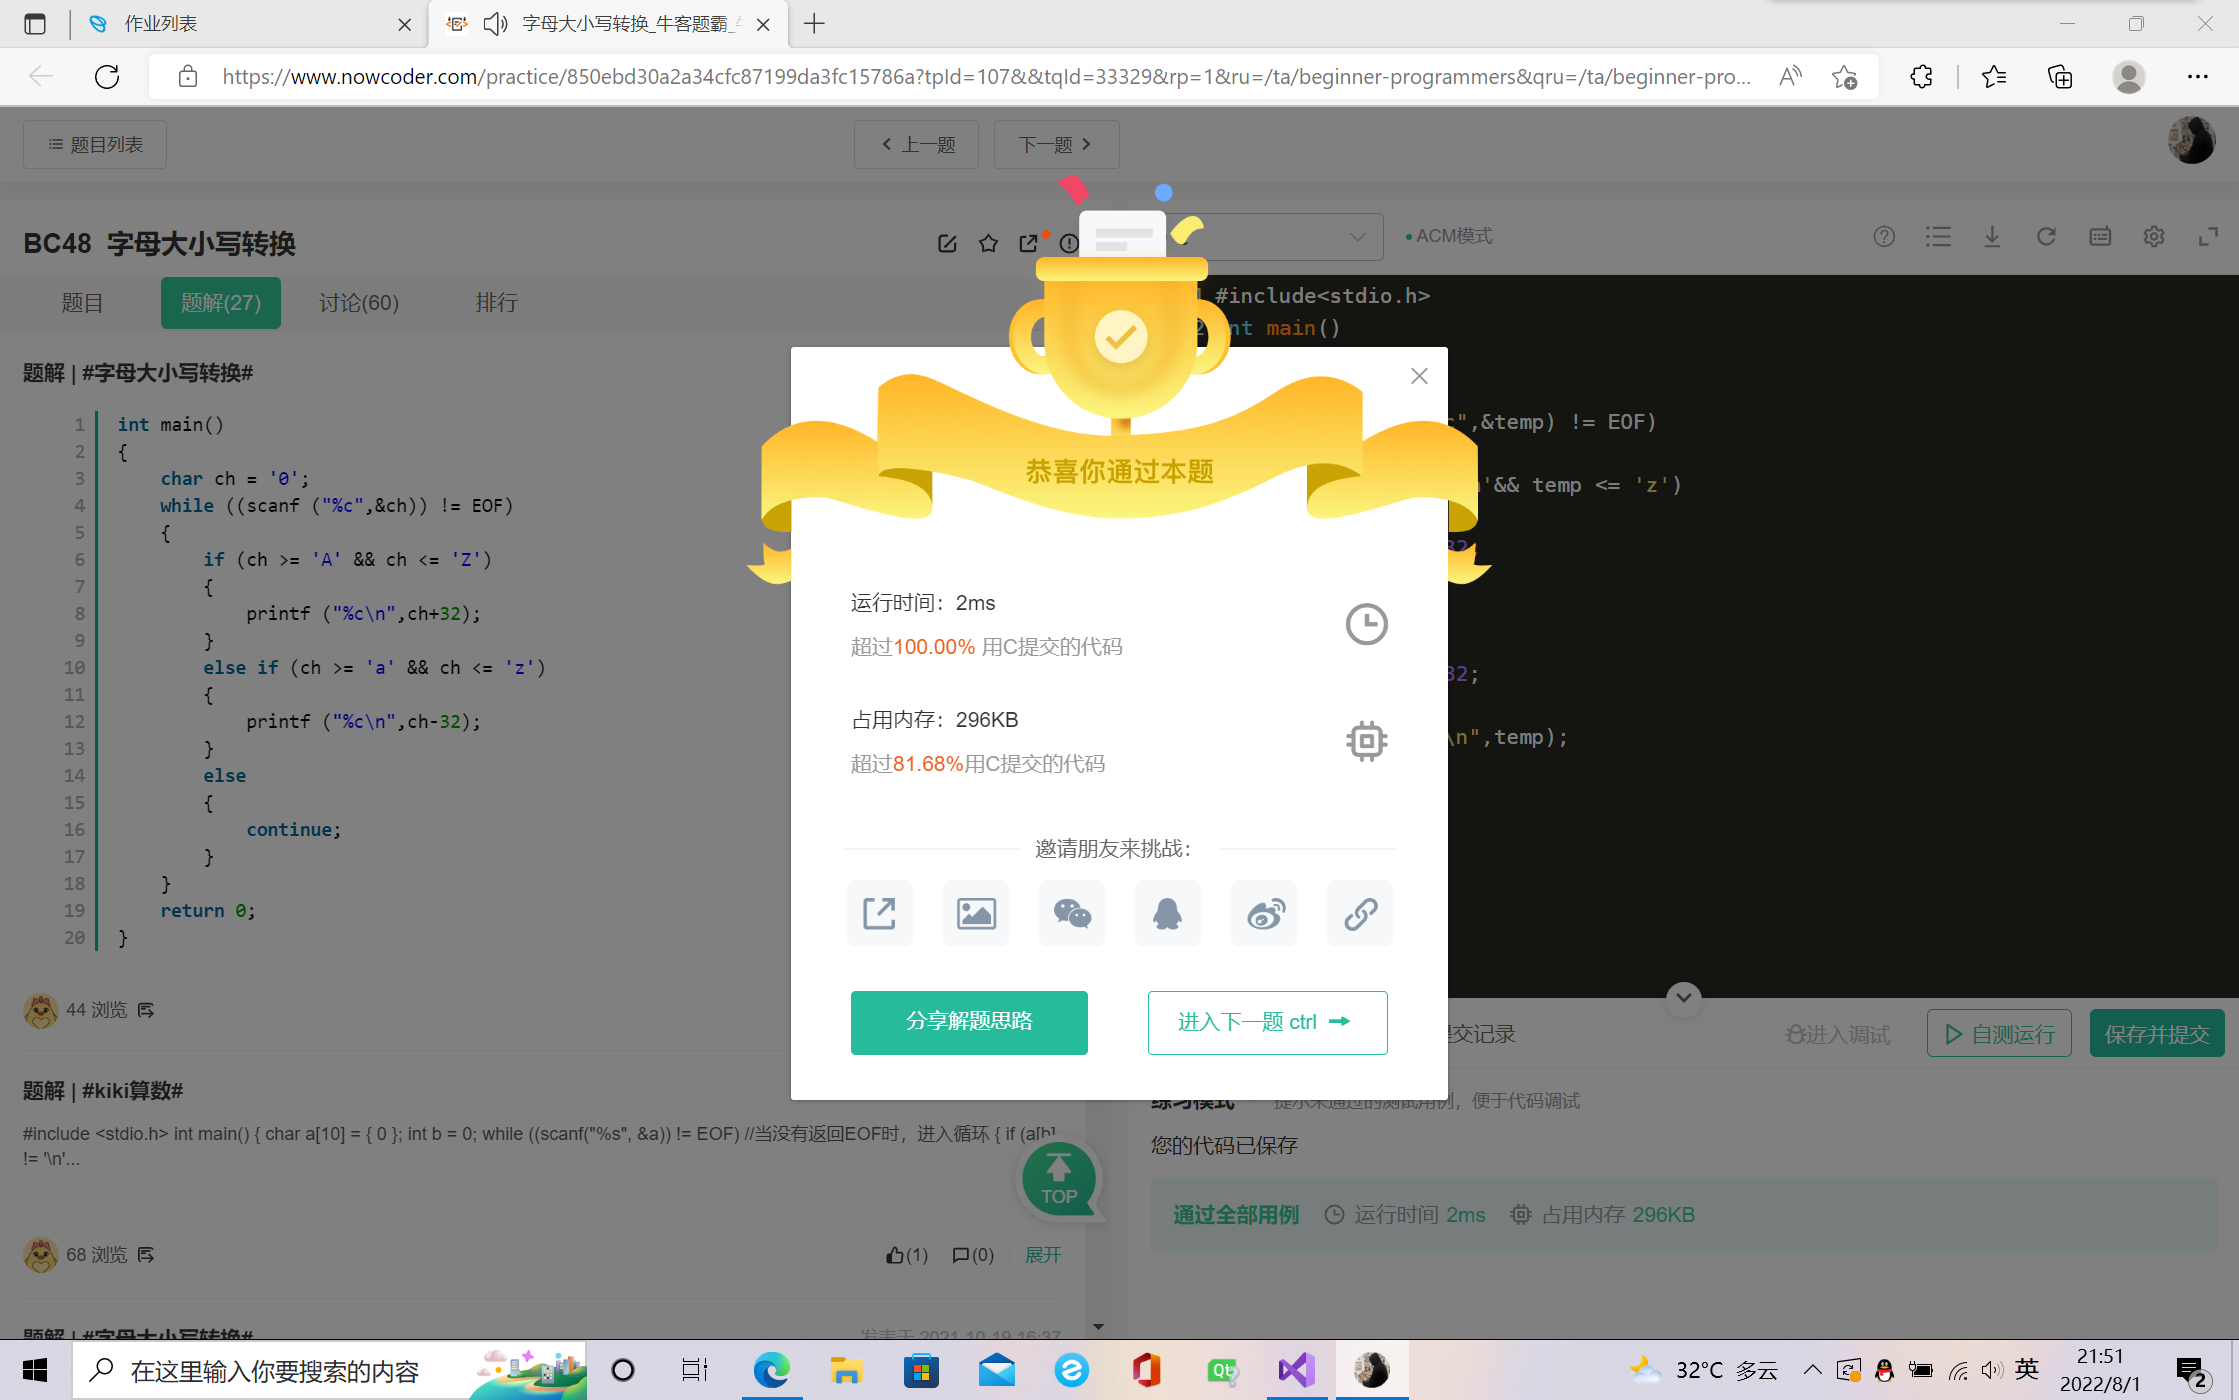 作业列表
字母大小写转换_牛客题霸_
https://www.nowcoder.com/practice/850ebd30a2a34cfc87199da3fc15786a?tpId=107&&tqId=33329&rp=1&ru=/ta/beginner-programmers&qru=/ta/beginner-pro...
题目列表
上一题
下一题
BC48 字母大小写转换
ACM模式
题目
题解(27)
讨论(60)
排行
题解 | #字母大小写转换#
1 int main()
2 {
3 char ch = '0';
4 while ((scanf ("%c",&ch)) != EOF)
5 {
6 if (ch >= 'A' && ch <= 'Z')
7 {
8 printf ("%c\n",ch+32);
9 }
10 else if (ch >= 'a' && ch <= 'z')
11 {
12 printf ("%c\n",ch-32);
13 }
14 else
15 {
16 continue;
17 }
18 }
19 return 0;
20 }
44 浏览
题解 | #kiki算数#
#include <stdio.h> int main() { char a[10] = { 0 }; int b = 0; while ((scanf("%s", &a)) != EOF) //当没有返回EOF时，进入循环 { if (a[b]
!= '\n'...
TOP
68 浏览
(1)
(0)
展开
题解 | #字母大小写转换#
发表于 2021-10-19 16:37
#include<stdio.h>
2 int main()
",&temp) != EOF)
'&& temp <= 'z')
32
32;
\n",temp);
恭喜你通过本题
运行时间：2ms
超过100.00% 用C提交的代码
占用内存：296KB
超过81.68%用C提交的代码
邀请朋友来挑战：
分享解题思路
进入下一题 ctrl
交记录
进入调试
自测运行
保存并提交
练习模式
提示未通过的测试用例，便于代码调试
您的代码已保存
通过全部用例
运行时间 2ms
占用内存 296KB
在这里输入你要搜索的内容
32°C 多云
英
21:51
2022/8/1
2